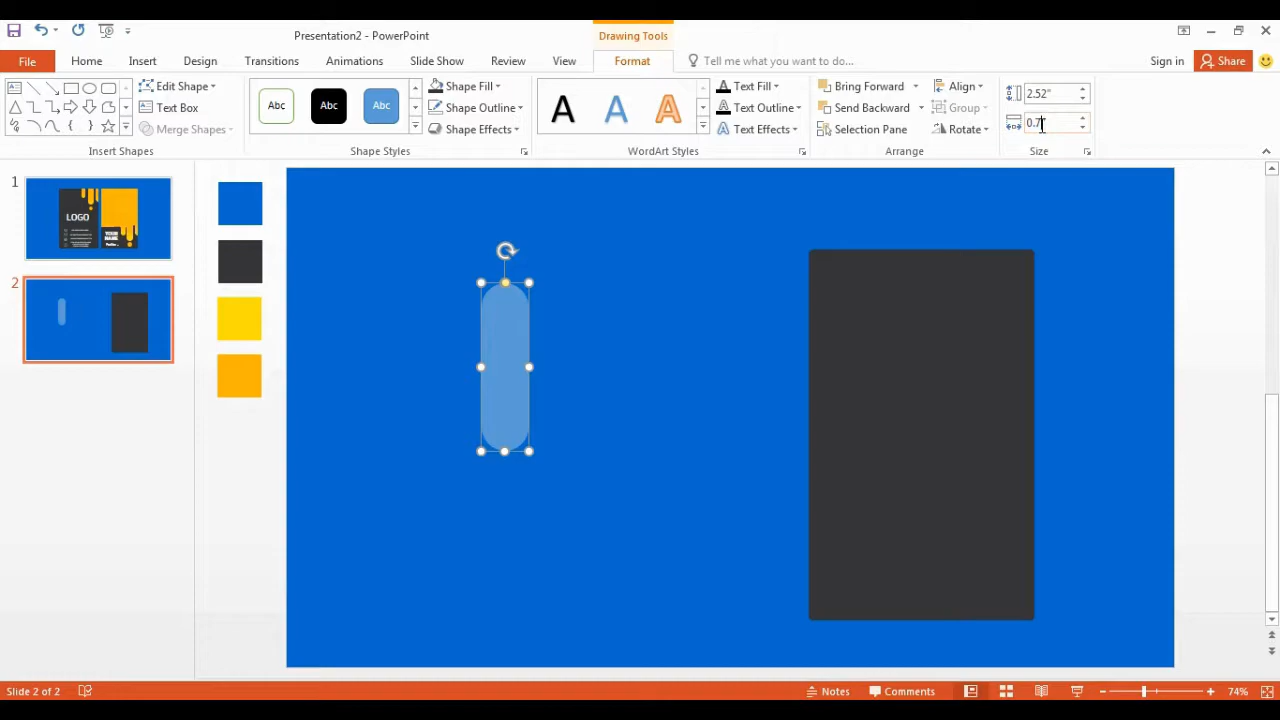 Presentation2 - PowerPoint
Drawing Tools
File
Home
Insert
Design
Transitions
Animations
Slide Show
Review
View
Format
Tell me what you want to do...
Sign in
Share
Edit Shape
Text Box
Merge Shapes
Insert Shapes
Abc
Abc
Abc
Shape Fill
Shape Outline
Shape Effects
Shape Styles
A
A
A
Text Fill
Text Outline
Text Effects
WordArt Styles
Bring Forward
Send Backward
Selection Pane
Align
Group
Rotate
Arrange
2.52"
0.7
Size
1
LOGO
YOUR
NAME
2
Slide 2 of 2
Notes
Comments
74%